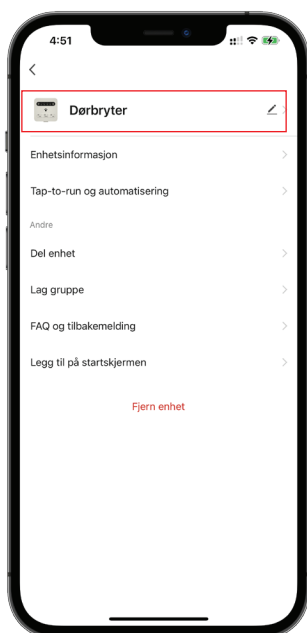 4:51
Dørbryter
Enhetsinformasjon
Tap-to-run og automatisering
Andre
Del enhet
Lag gruppe
FAQ og tilbakemelding
Legg til på startskjermen
Fjern enhet